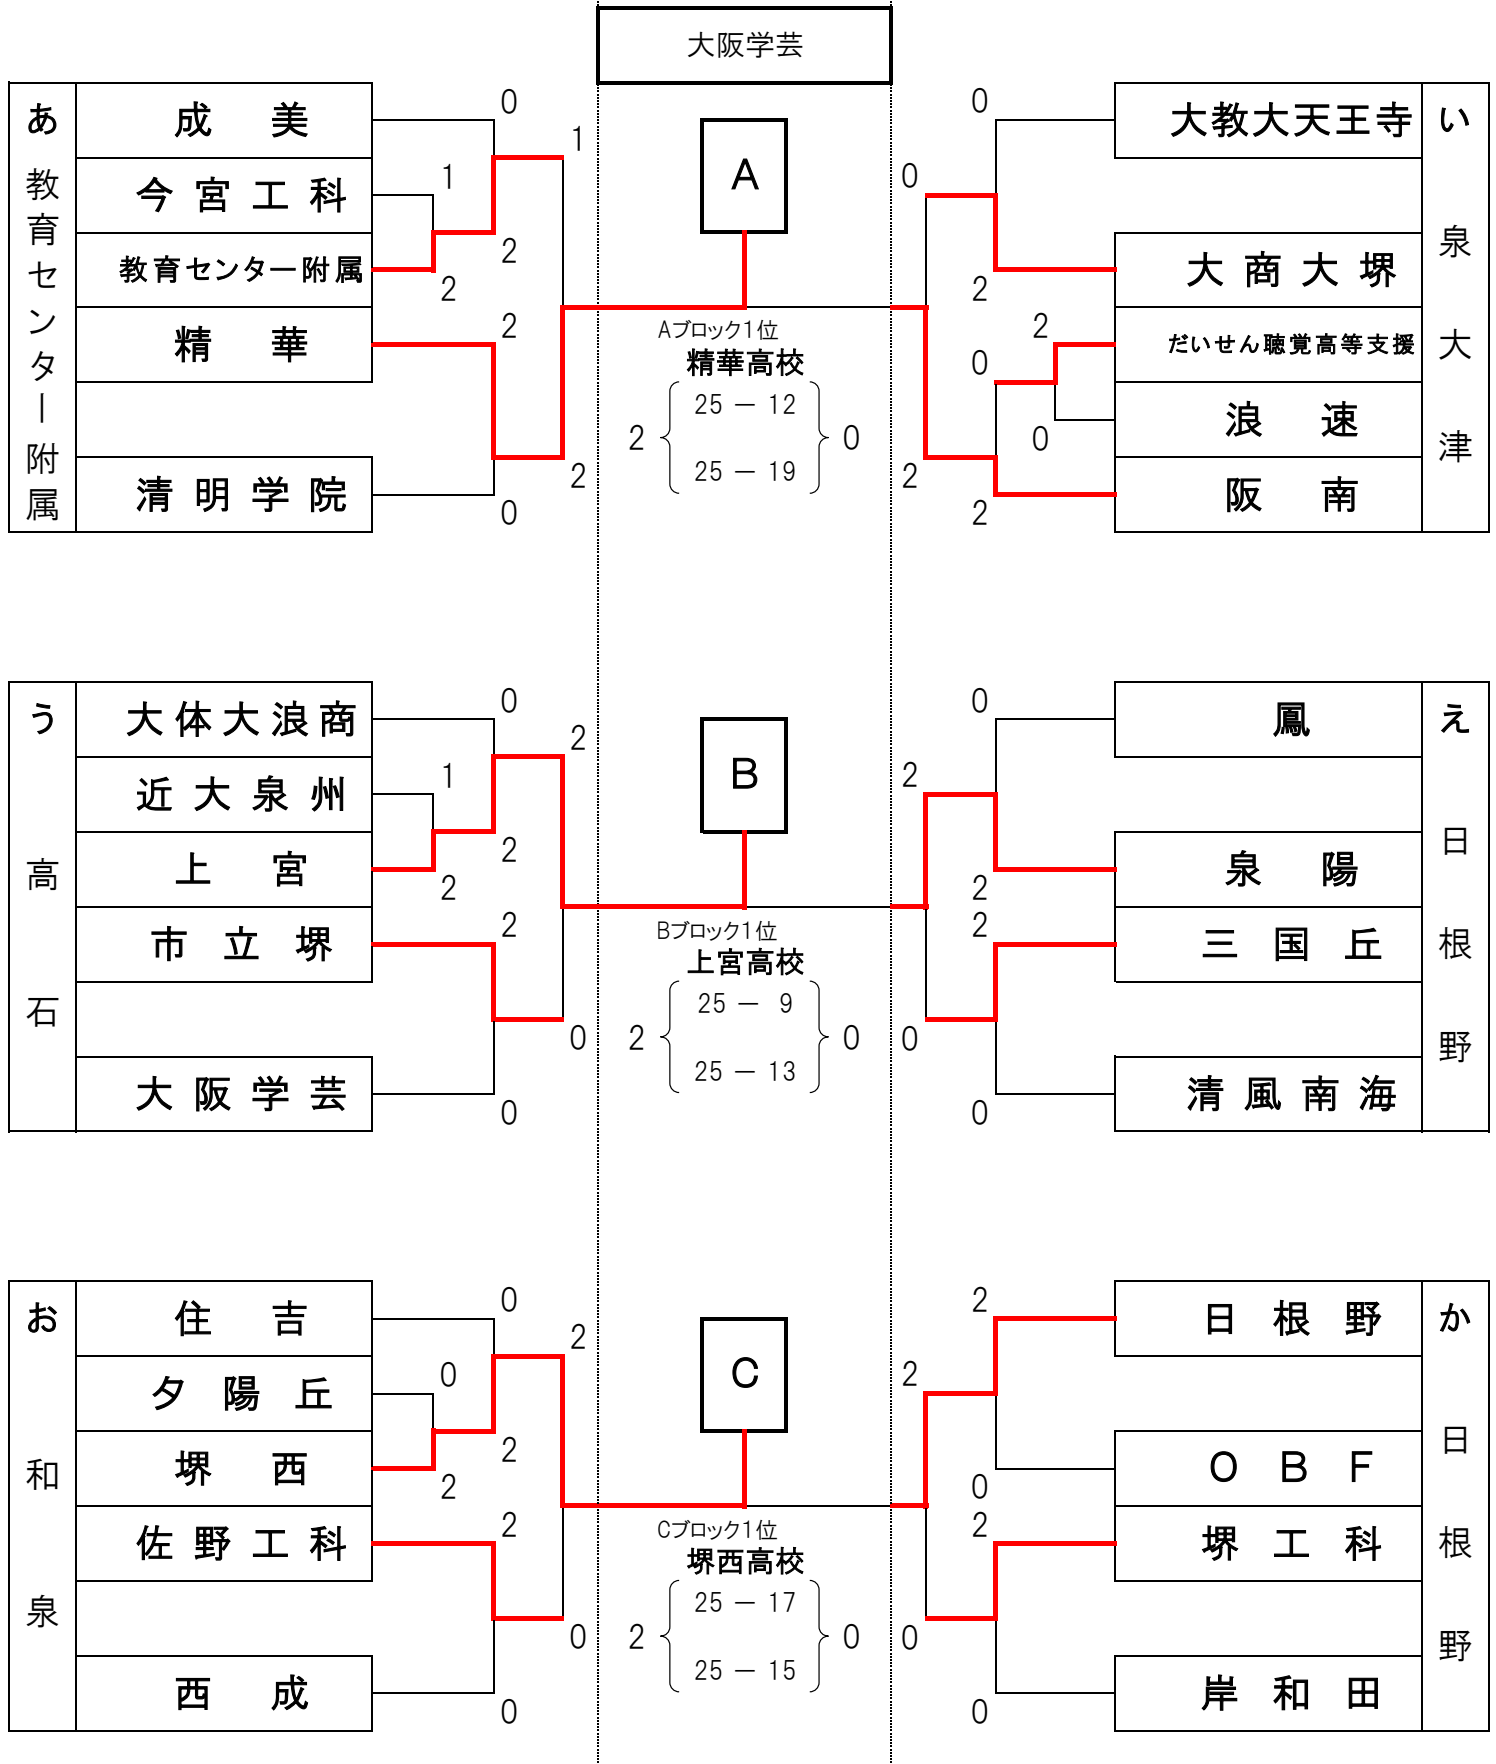 大阪学芸
あ 教育センター附属
成美
今宮工科
教育センター附属
精華
清明学院
0
1
2
2
2
0
1
2
A
Aブロック1位
精華高校
2 25 － 12 0
25 － 19
い 泉大津
大教大天王寺
大商大堺
だいせん聴覚高等支援
浪速
阪南
0
0
2
2
0
0
2
2
う 高石
大体大浪商
近大泉州
上宮
市立堺
大阪学芸
0
1
2
2
2
0
2
0
B
Bブロック1位
上宮高校
2 25 － 9 0
25 － 13
え 日根野
鳳
泉陽
三国丘
清風南海
0
2
2
2
0
0
お 和泉
住吉
夕陽丘
堺西
佐野工科
西成
0
2
0
2
2
2
0
0
C
Cブロック1位
堺西高校
2 25 － 17 0
25 － 15
か 日根野
日根野
OBF
堺工科
岸和田
2
2
0
2
0
0